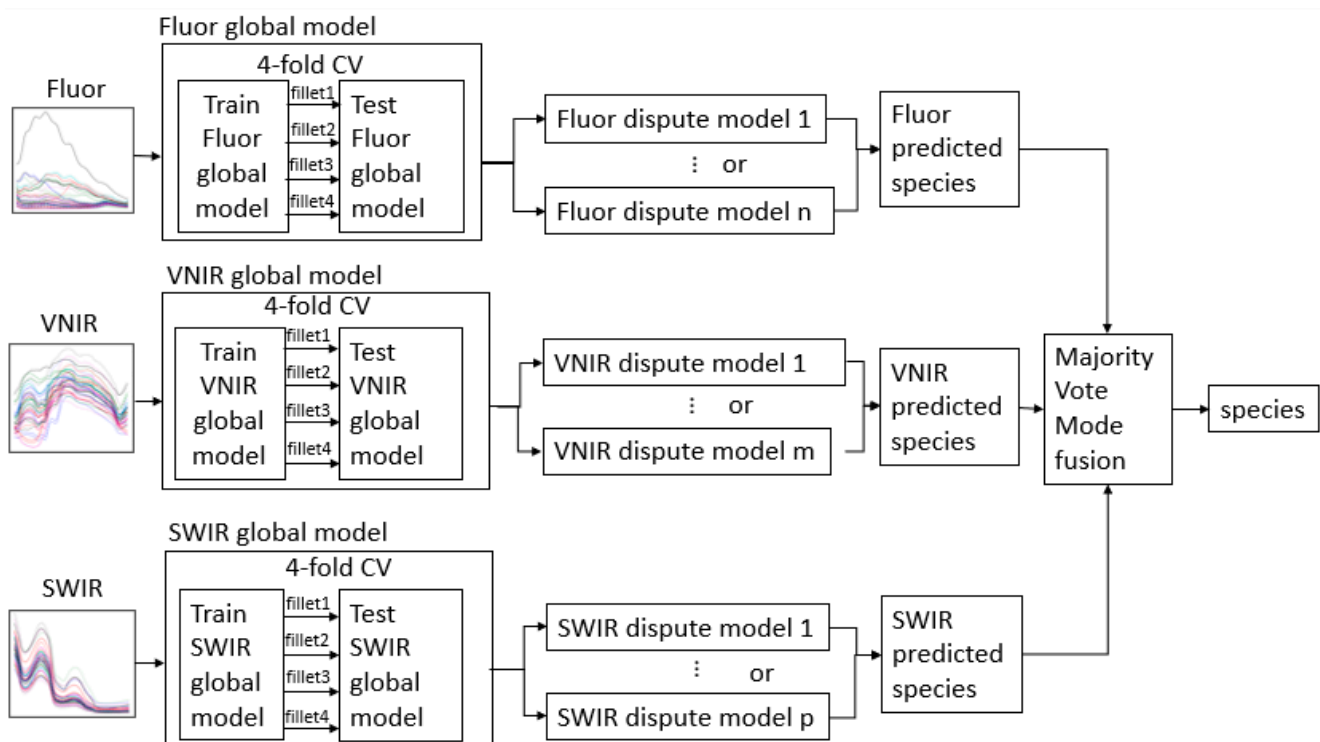 Fluor global model
4-fold CV
Fluor
Train
Fluor
global
model
fillet1
fillet2
fillet3
fillet4
Test
Fluor
global
model
Fluor dispute model 1
⋮ or
Fluor dispute model n
Fluor
predicted
species
VNIR global model
4-fold CV
VNIR
Train
VNIR
global
model
fillet1
fillet2
fillet3
fillet4
Test
VNIR
global
model
VNIR dispute model 1
⋮ or
VNIR dispute model m
VNIR
predicted
species
Majority
Vote
Mode
fusion
species
SWIR global model
4-fold CV
SWIR
Train
SWIR
global
model
fillet1
fillet2
fillet3
fillet4
Test
SWIR
global
model
SWIR dispute model 1
⋮ or
SWIR dispute model p
SWIR
predicted
species